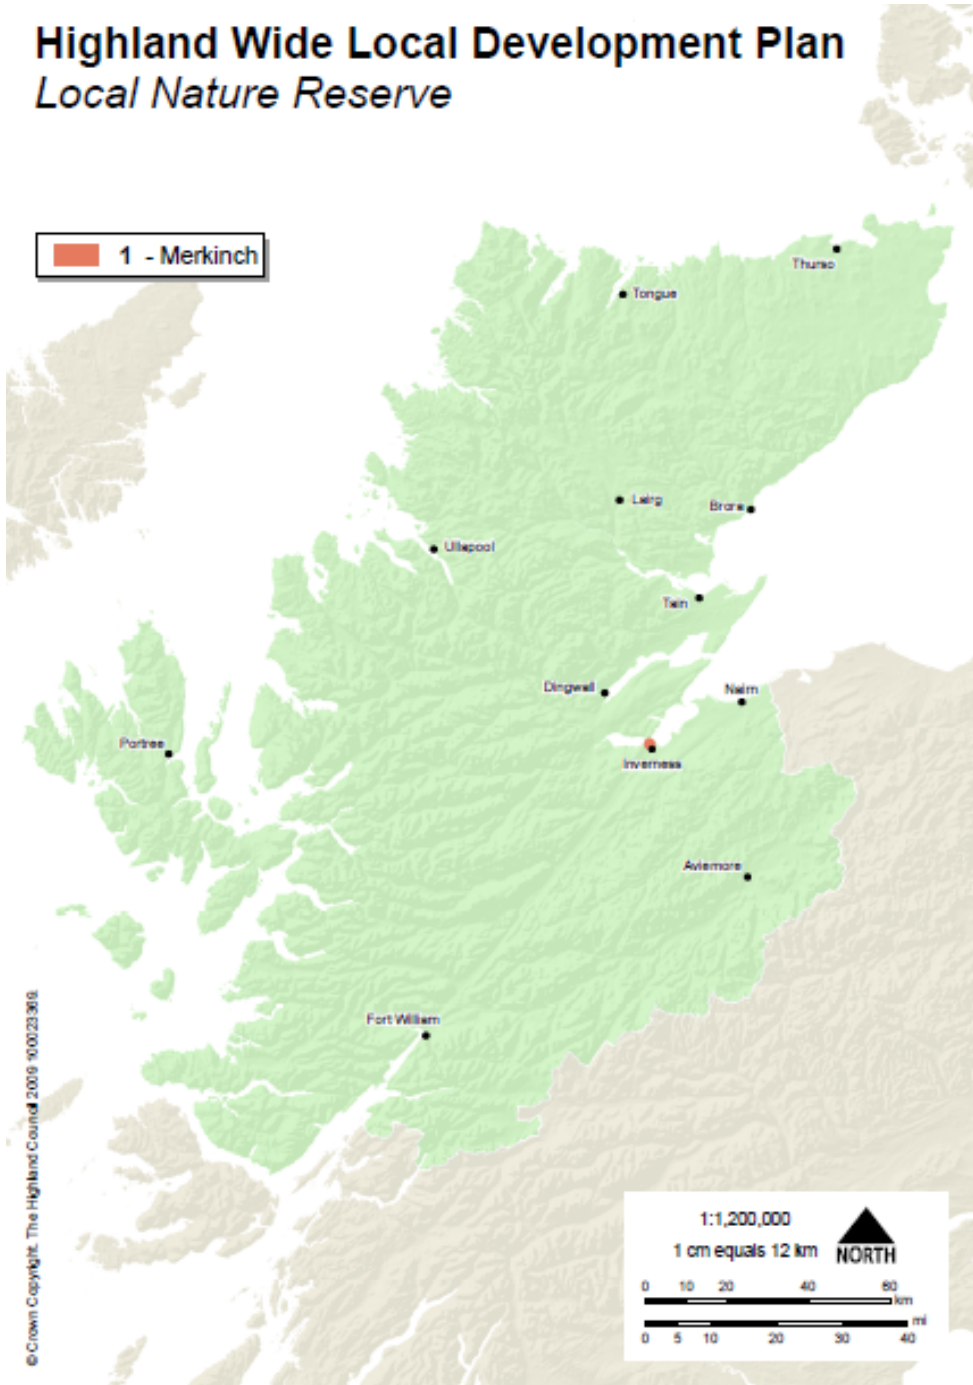 Highland Wide Local Development Plan
Local Nature Reserve
1 - Merkinch
Thurso
Tongue
Lairg
Brora
Ullapool
Tain
Dingwall
Nairn
Portree
Inverness
Aviemore
Fort William
© Crown Copyright. The Highland Council 2009 100023369.
1:1,200,000
1 cm equals 12 km
NORTH
0 10 20 40 60
km
mi
0 5 10 20 30 40